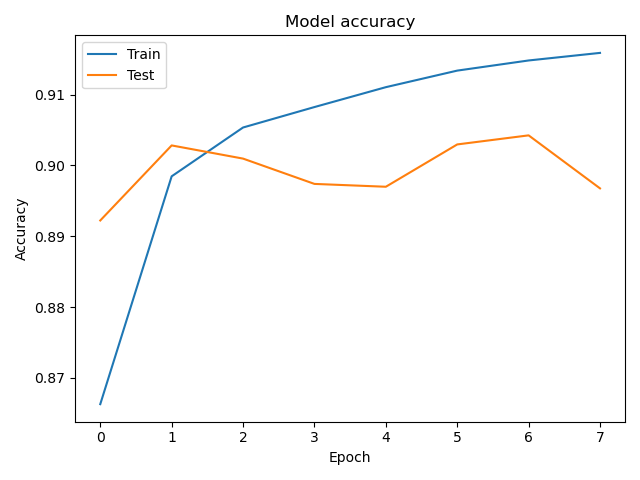 Model accuracy
Train
Test
0.91
0.90
0.89
0.88
0.87
Accuracy
0 1 2 3 4 5 6 7
Epoch